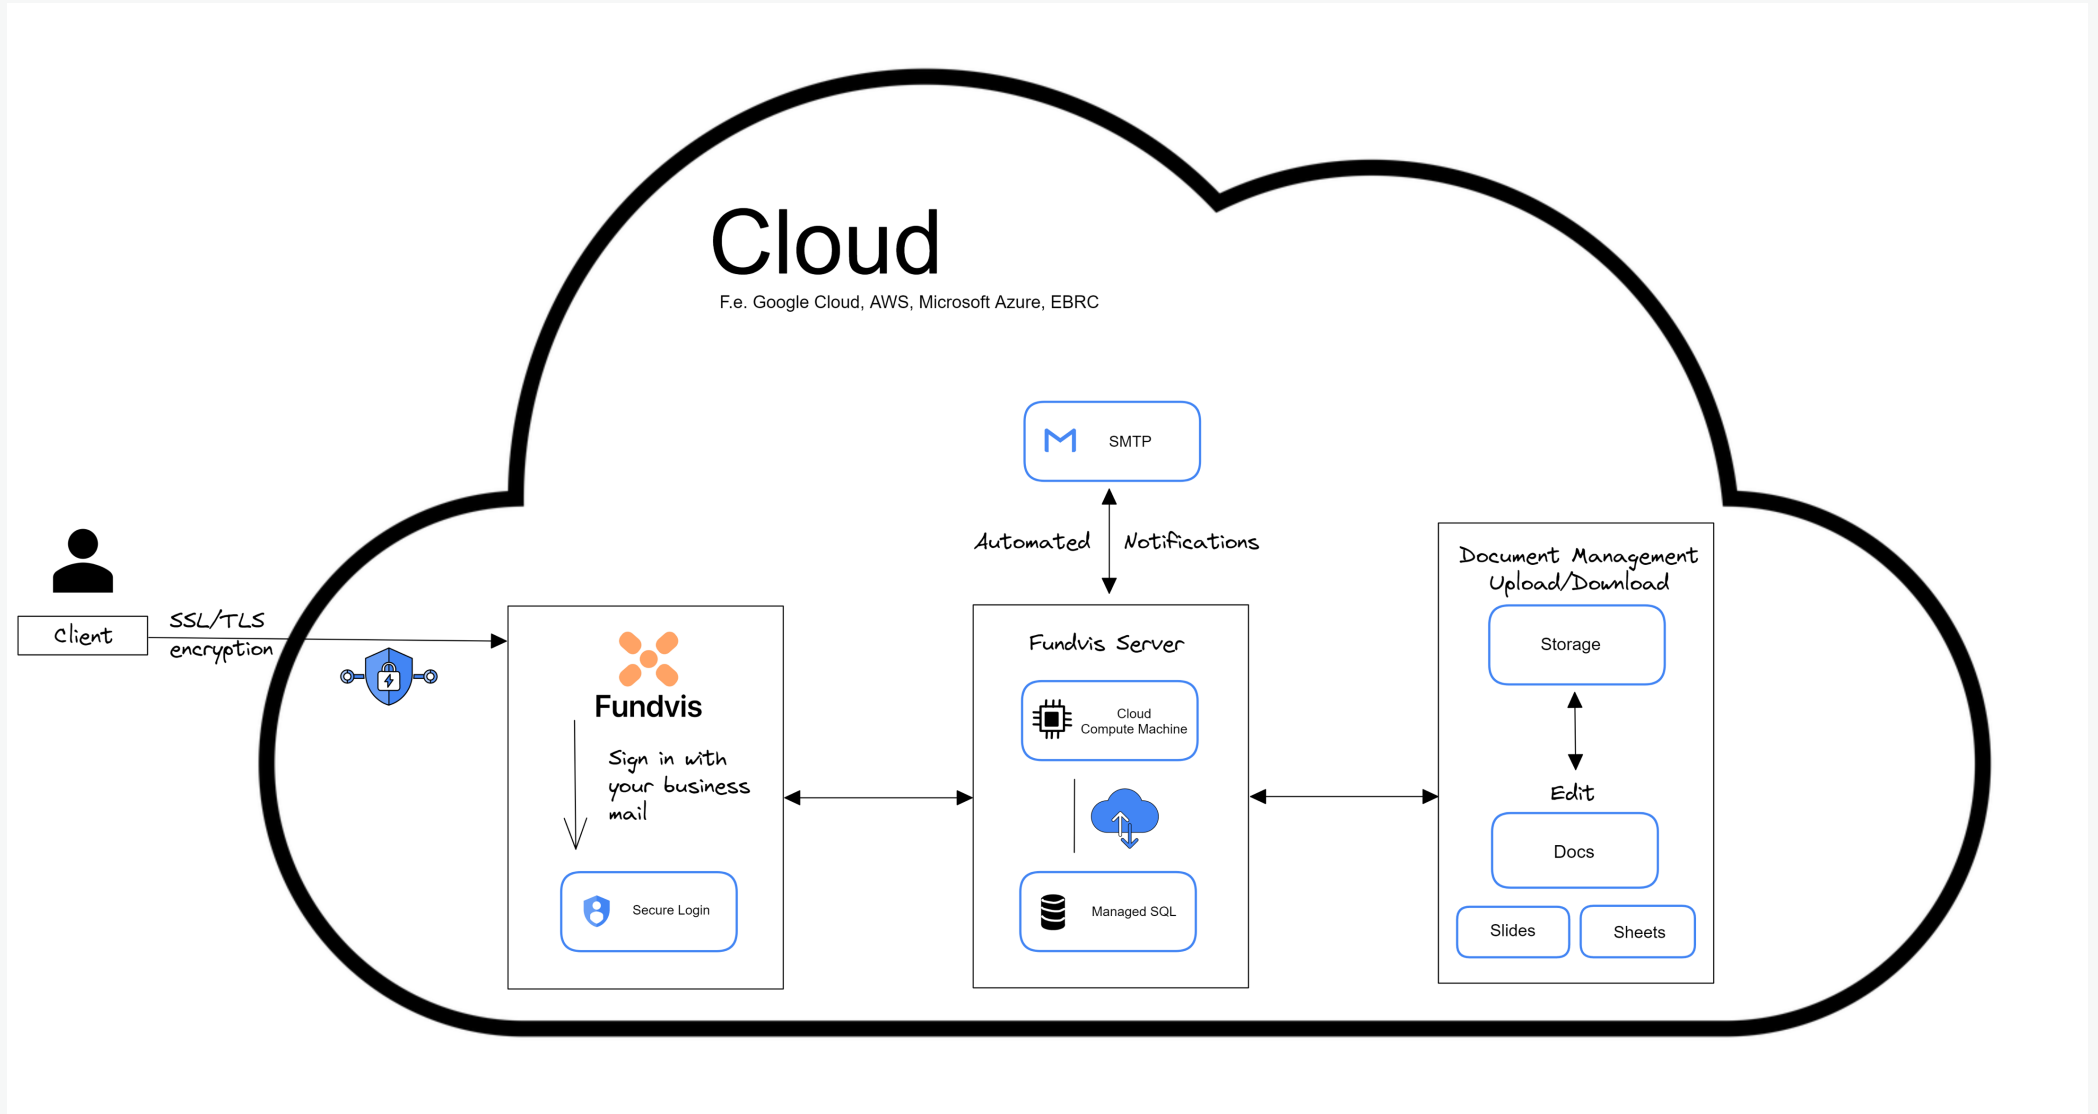 Cloud
F.e. Google Cloud, AWS, Microsoft Azure, EBRC
SMTP
Automated Notifications
Client
SSL/TLS
encryption
Fundvis
Sign in with
your business
mail
Secure Login
Fundvis Server
Cloud
Compute Machine
Managed SQL
Document Management
Upload/Download
Storage
Edit
Docs
Slides
Sheets